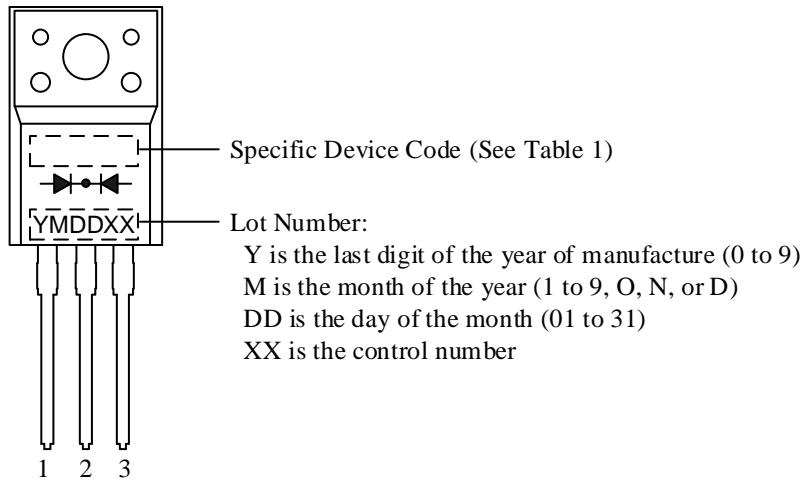 Specific Device Code (See Table 1)
YMDDXX
Lot Number:
Y is the last digit of the year of manufacture (0 to 9)
M is the month of the year (1 to 9, O, N, or D)
DD is the day of the month (01 to 31)
XX is the control number
1 2 3